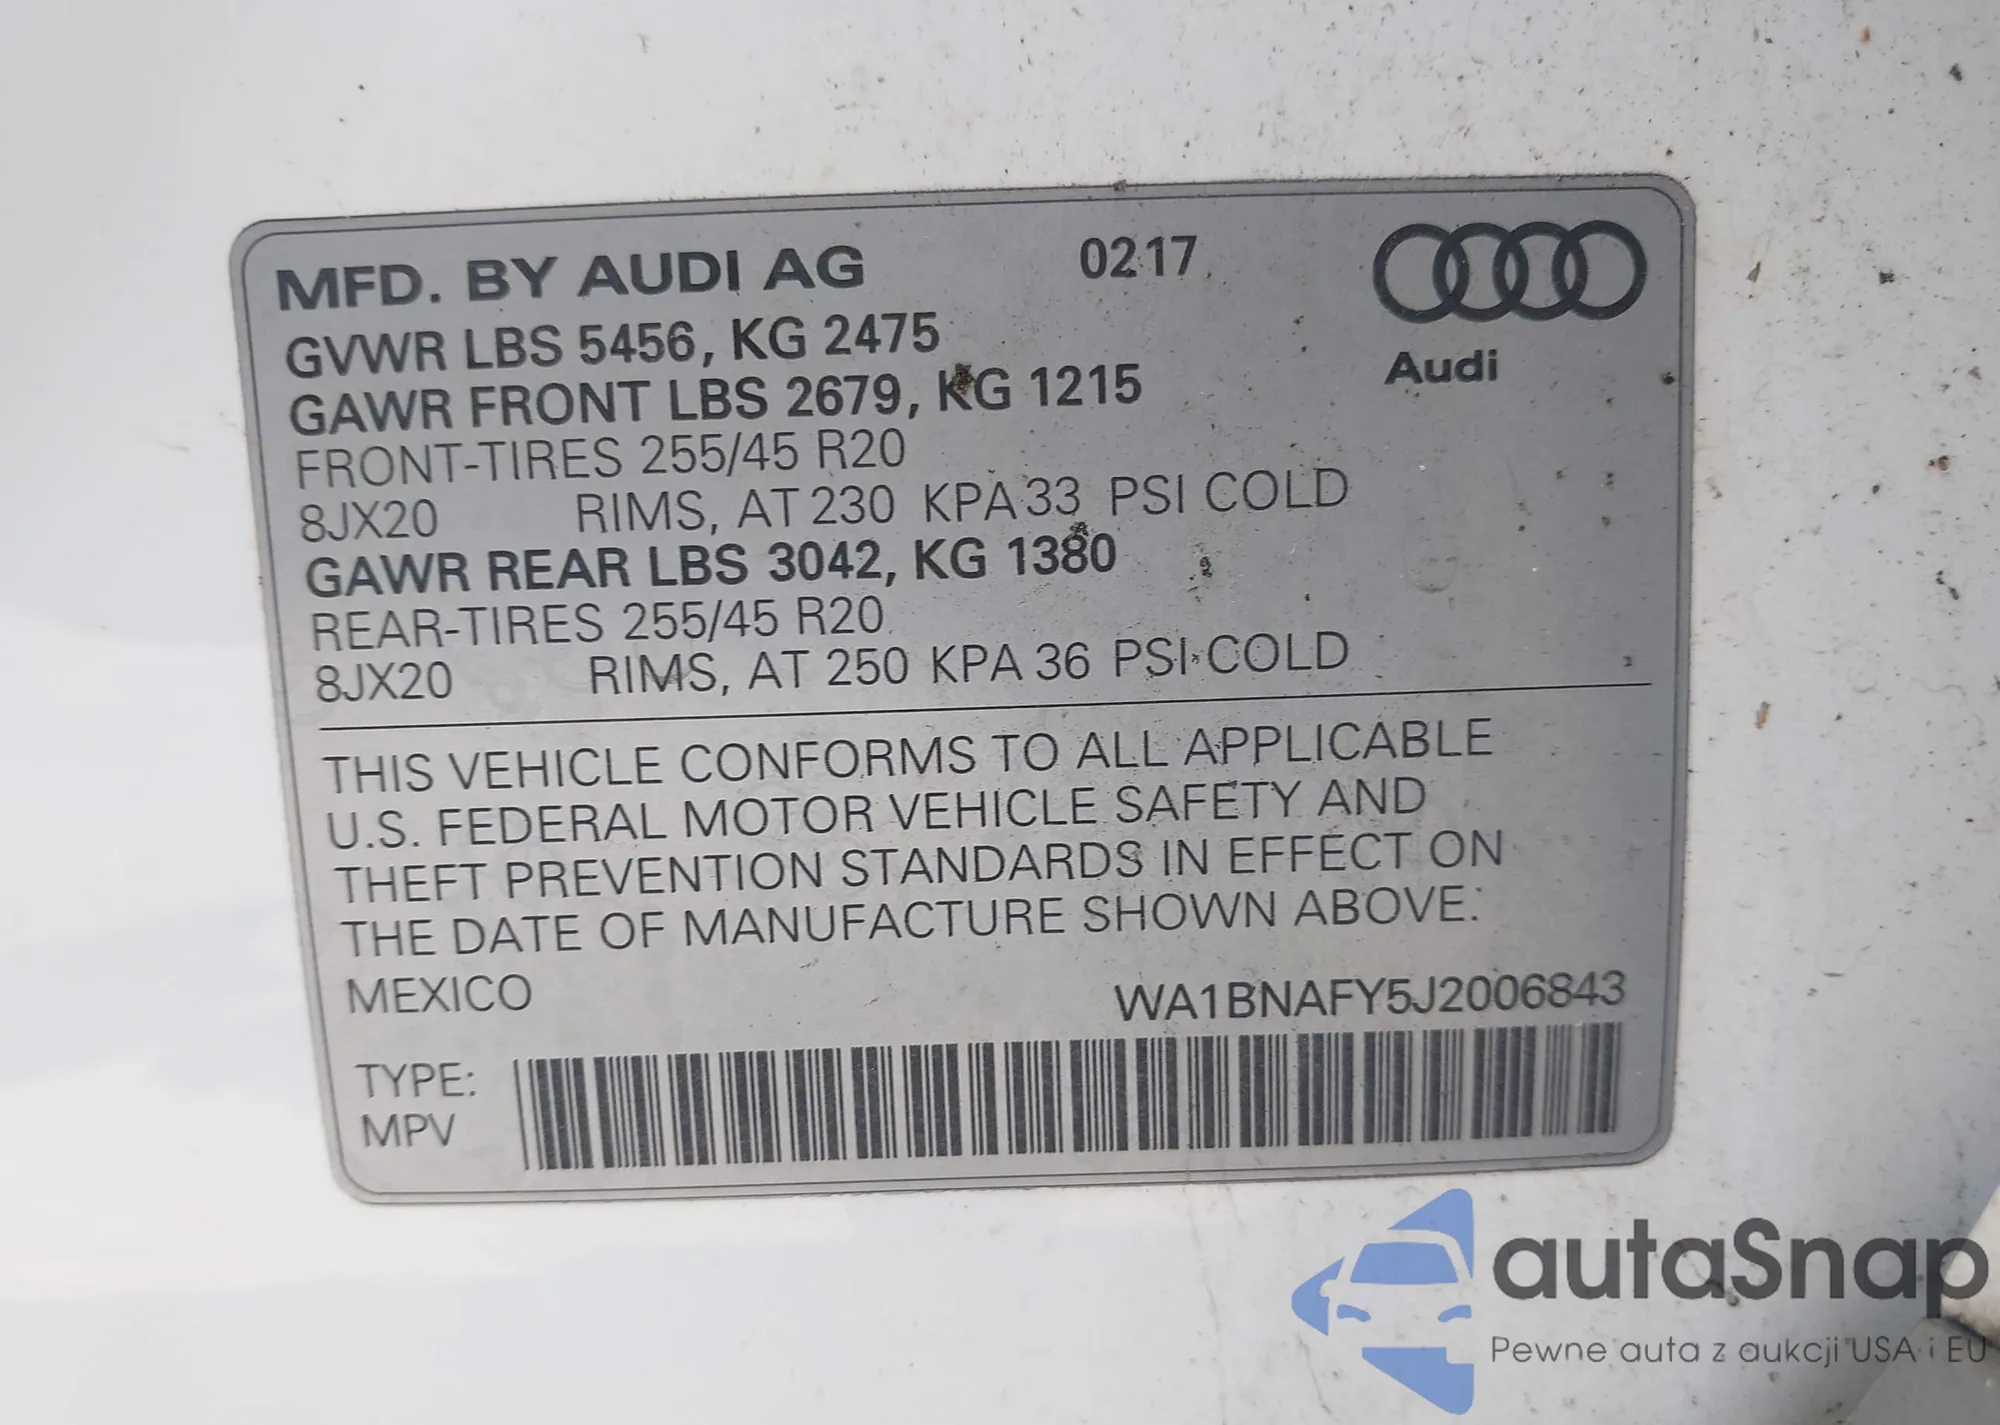 MFD. BY AUDI AG 02.17
GVWR LBS 5456, KG 2475
Audi
GAWR FRONT LBS 2679, KG 1215
FRONT-TIRES 255/45 R20
8JX20 RIMS, AT 230 KPA 33 PSI COLD
GAWR REAR LBS 3042, KG 1380
REAR-TIRES 255/45 R20
8JX20 RIMS, AT 250 KPA 36 PSI COLD
THIS VEHICLE CONFORMS TO ALL APPLICABLE
U.S. FEDERAL MOTOR VEHICLE SAFETY AND
THEFT PREVENTION STANDARDS IN EFFECT ON
THE DATE OF MANUFACTURE SHOWN ABOVE:
MEXICO WA1BNAFY5J2006843
TYPE:
MPV
autaSnap
Pewne auta z aukcji USA i EU